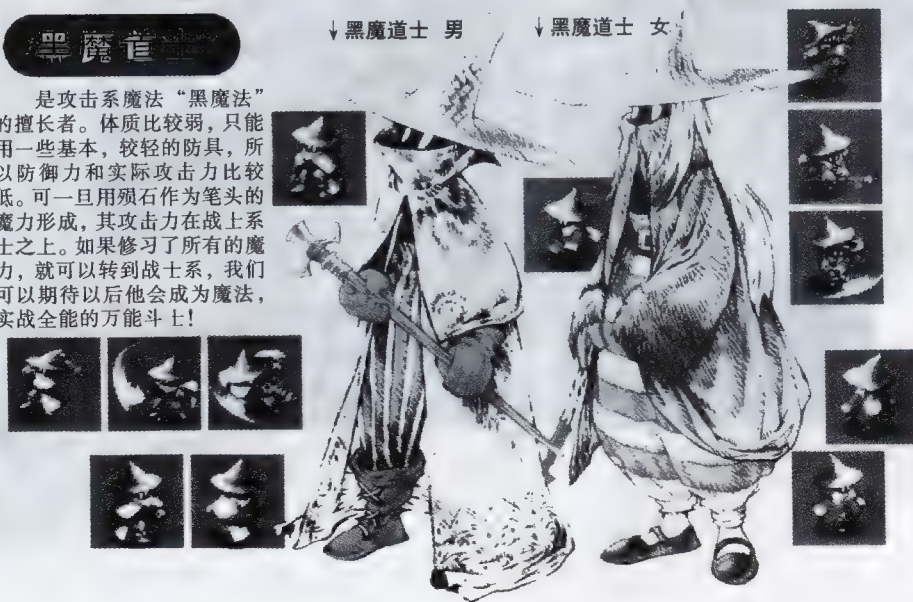 黑魔道士
↓黑魔道士 男
↓黑魔道士 女
是攻击系魔法“黑魔法”
的擅长者。体质比较弱，只能
用一些基本，较轻的防具，所
以防御力和实际攻击力比较
低。可一旦用殒石作为笔头的
魔力形成，其攻击力在战上系
士之上。如果修习了所有的魔
力，就可以转到战士系，我们
可以期待以后他会成为魔法，
实战全能的万能斗士！